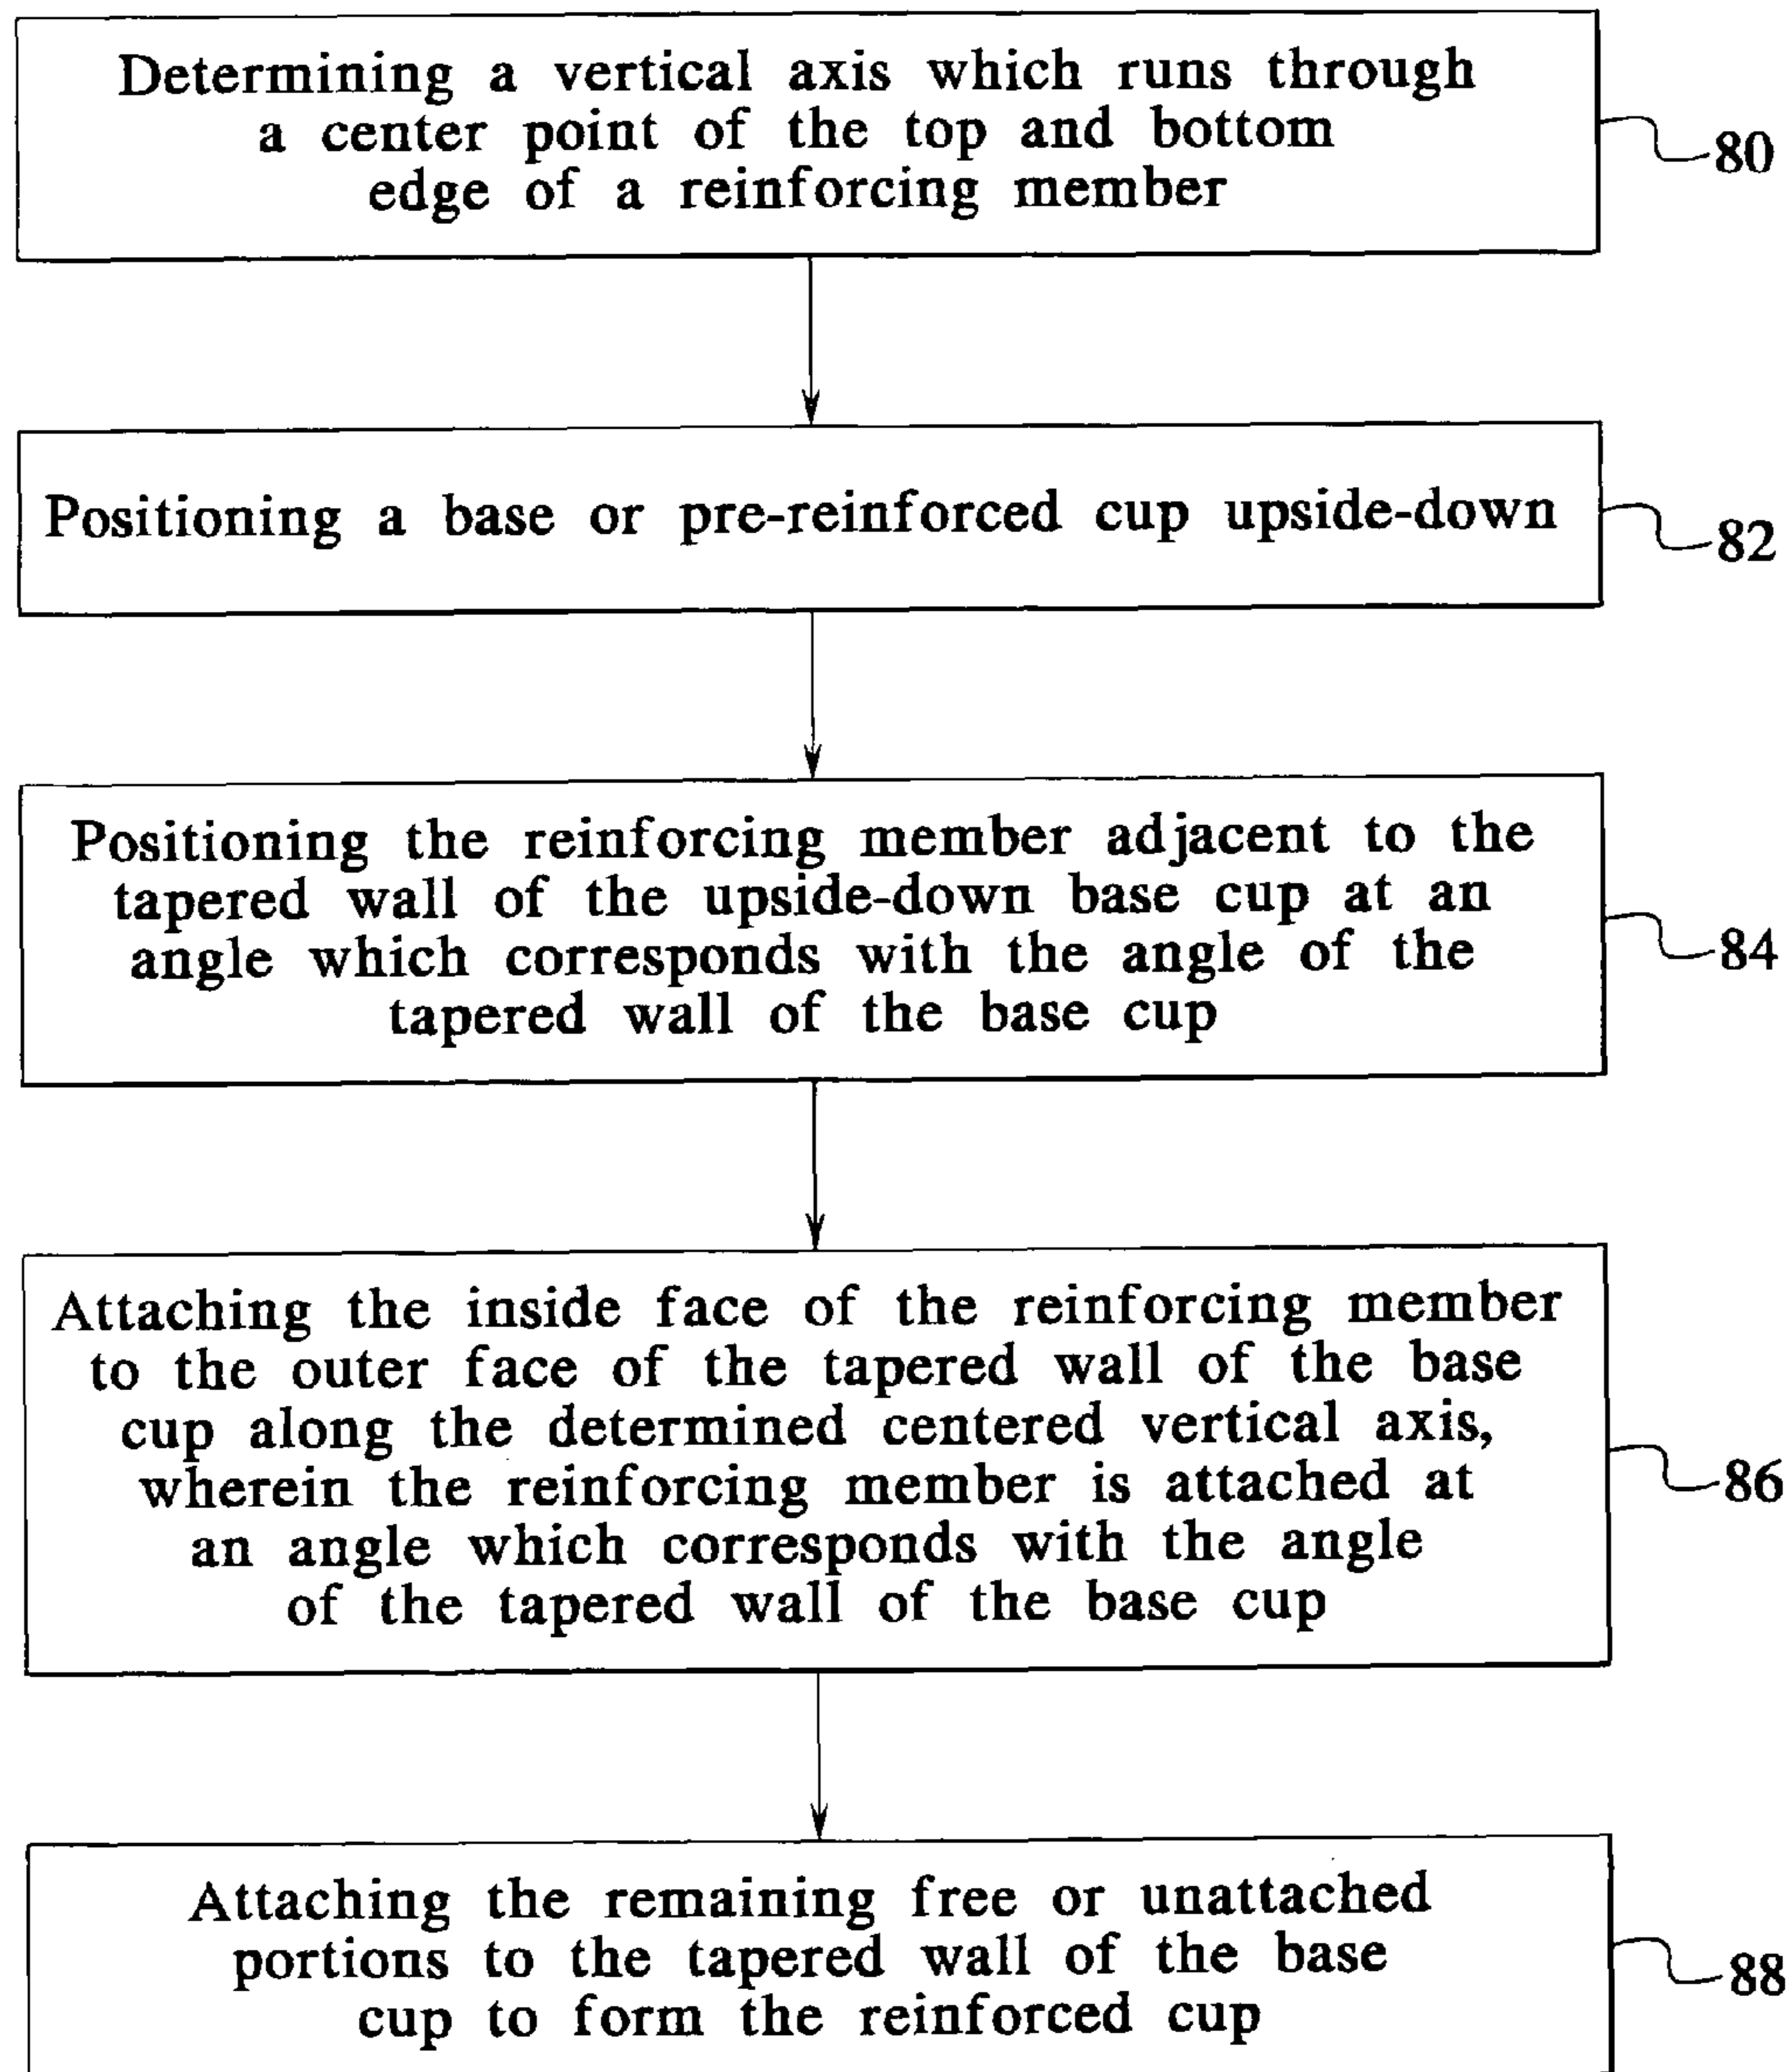 Determining a vertical axis which runs through
a center point of the top and bottom
edge of a reinforcing member
80
Positioning a base or pre-reinforced cup upside-down
82
Positioning the reinforcing member adjacent to the
tapered wall of the upside-down base cup at an
angle which corresponds with the angle of the
tapered wall of the base cup
84
Attaching the inside face of the reinforcing member
to the outer face of the tapered wall of the base
cup along the determined centered vertical axis,
wherein the reinforcing member is attached at
an angle which corresponds with the angle
of the tapered wall of the base cup
86
Attaching the remaining free or unattached
portions to the tapered wall of the base
cup to form the reinforced cup
88